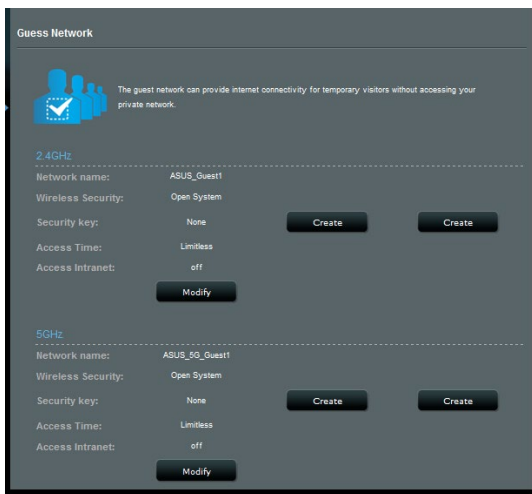 Guess Network
The guest network can provide internet connectivity for temporary visitors without accessing your
private network.
2.4GHz
Network name: ASUS_Guest1
Wireless Security: Open System
Security key: None Create Create
Access Time: Limitless
Access Intranet: off
Modify
5GHz
Network name: ASUS_5G_Guest1
Wireless Security: Open System
Security key: None Create Create
Access Time: Limitless
Access Intranet: off
Modify